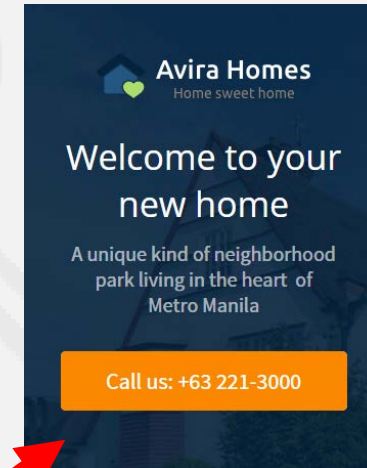 Avira Homes
Home sweet home
Welcome to your
new home
A unique kind of neighborhood
park living in the heart of
Metro Manila
Call us: +63 221-3000